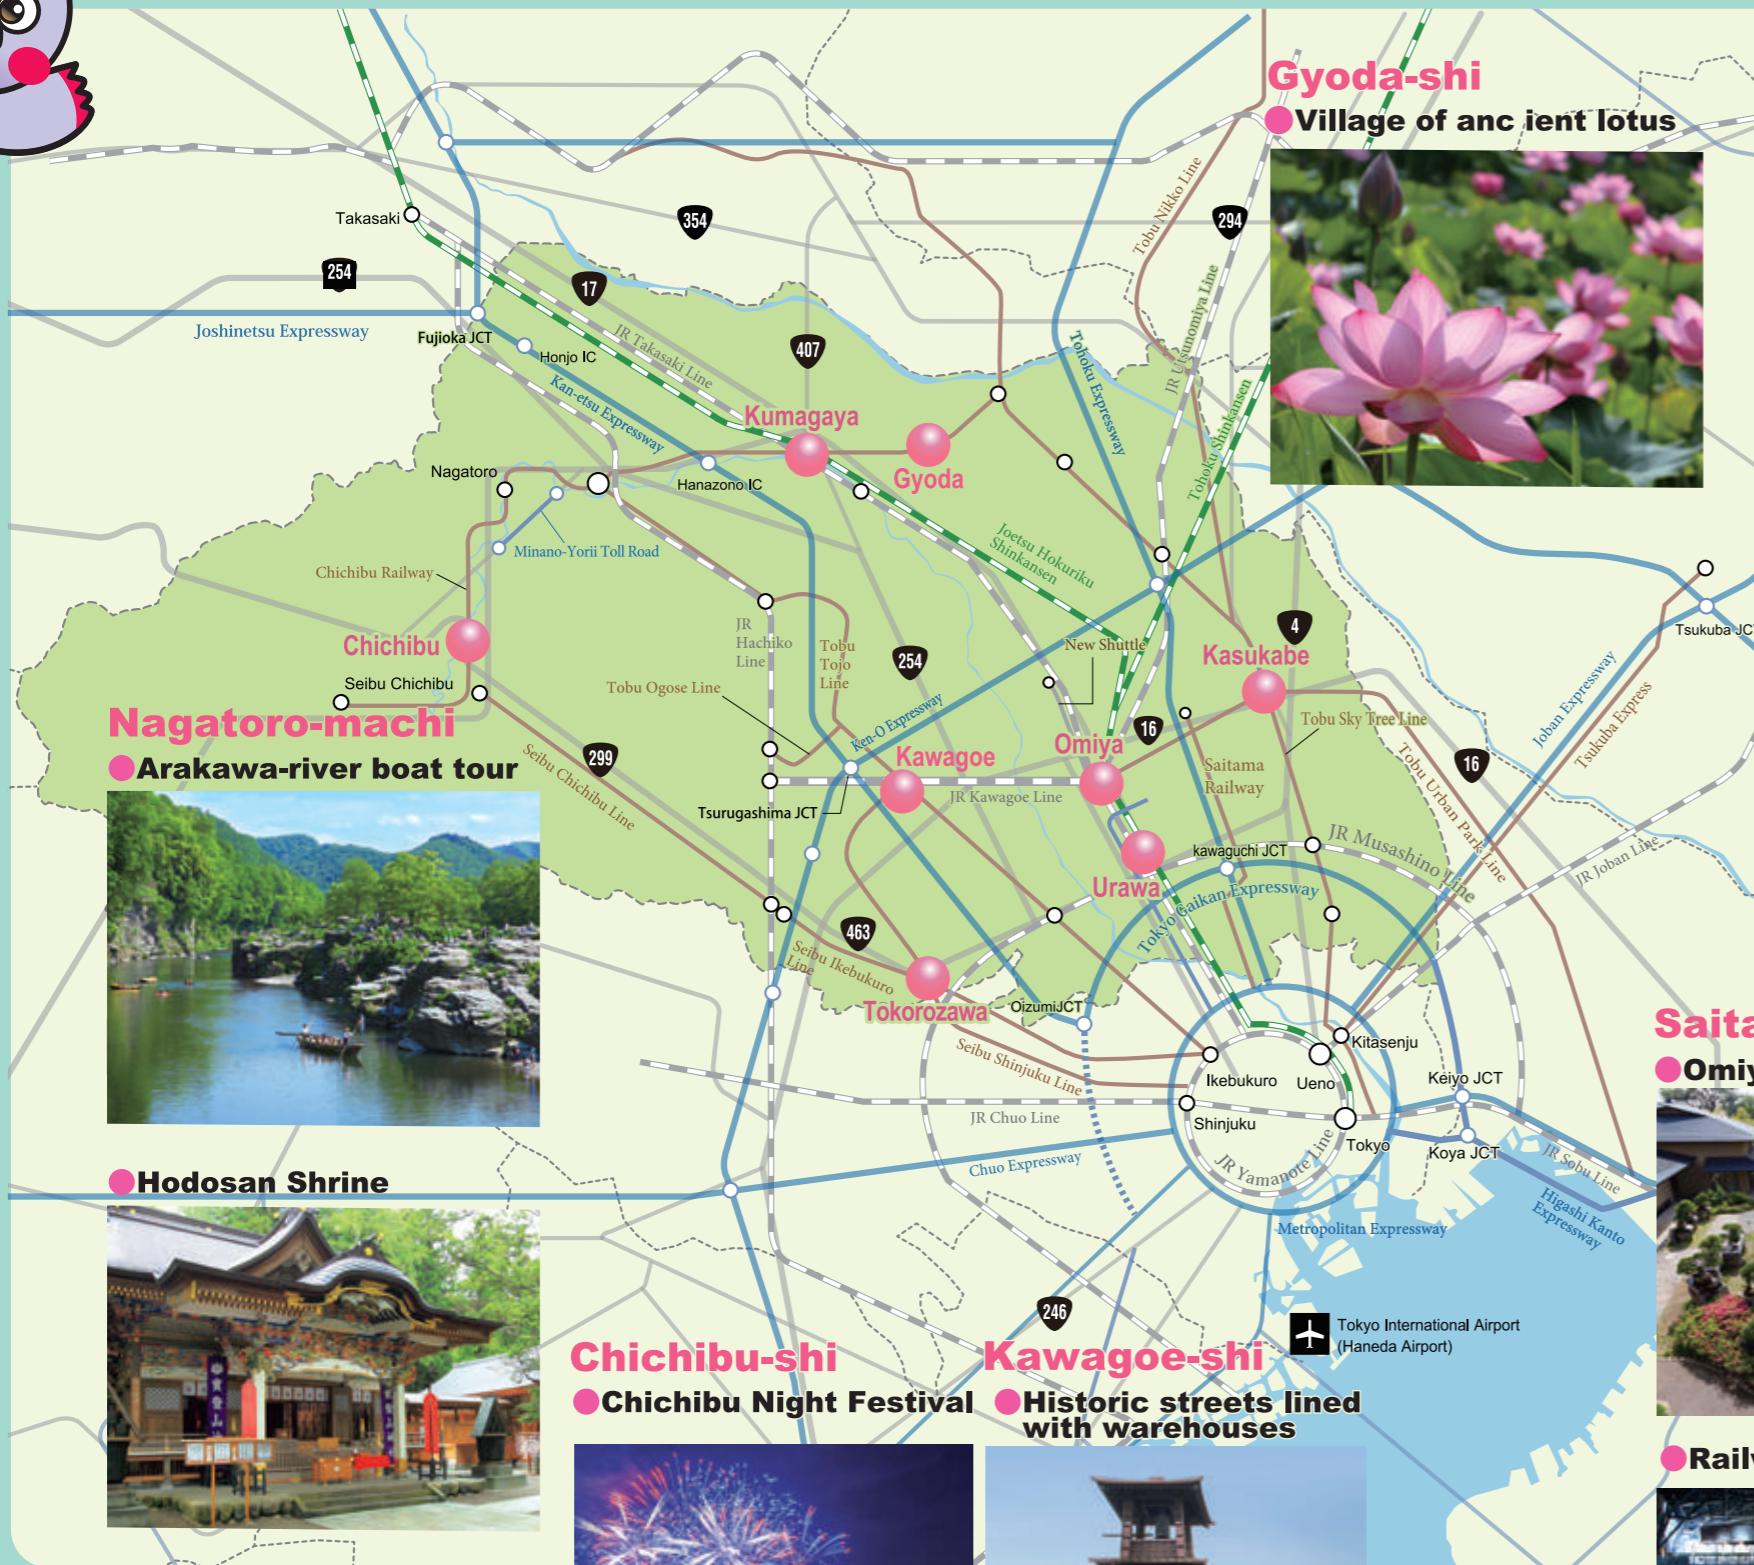 Gyoda-shi
Village of anc ient lotus
Takasaki
354
294
254
17
Joshinetsu Expressway
Fujioka JCT
Honjo IC
JR Takasaki Line
407
Kan-etsu Expressway
Tobu Nikko Line
JR Utsunomiya Line
Tohoku Expressway
Tohoku Shinkansen
Kumagaya
Gyoda
Nagatoro
Hanazono IC
Minano-Yorii Toll Road
Joetsu Hokuriku
Shinkansen
Chichibu Railway
Chichibu
Seibu Chichibu
JR
Hachiko
Line
Tobu
Tojo
Line
Tobu Ogose Line
254
New Shuttle
4
Kasukabe
Tsukuba JC
Ken-O Expressway
Joban Expressway
Tsukuba Express
Tobu Sky Tree Line
Tobu Urban Park Line
16
16
Nagatoro-machi
Arakawa-river boat tour
Seibu Chichibu Line
299
Kawagoe
Omiya
Saitama
Railway
Tsurugashima JCT
JR Kawagoe Line
kawaguchi JCT
JR Musashino Line
JR Joban Line
Urawa
Tokyo Gaikan Expressway
463
Seibu Ikebukuro
Line
Tokorozawa
OizumiJCT
Seibu Shinjuku Line
Kitasenju
Ikebukuro
Ueno
Keiyo JCT
JR Chuo Line
Shinjuku
Tokyo
Koya JCT
JR Yamanote Line
JR Sobu Line
Chuo Expressway
Higashi Kanto
Expressway
Metropolitan Expressway
Saita
Omiy
Hodosan Shrine
246
Tokyo International Airport
(Haneda Airport)
Chichibu-shi
Chichibu Night Festival
Kawagoe-shi
Historic streets lined
with warehouses
Railw